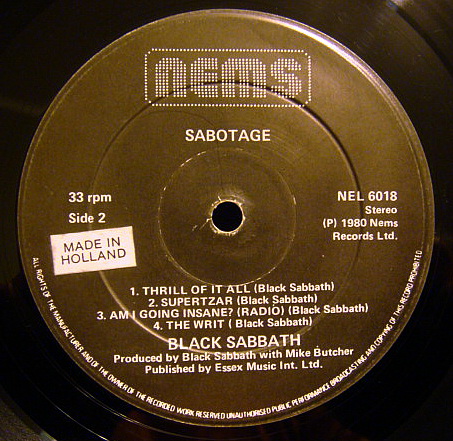 nems
SABOTAGE
33 rpm
Side 2
NEL 6018
Stereo
(P) 1980 Nems
Records Ltd.
MADE IN
HOLLAND
1. THRILL OF IT ALL (Black Sabbath)
2. SUPERTZAR (Black Sabbath)
3. AM I GOING INSANE? (RADIO) (Black Sabbath)
4. THE WRIT ( Black Sabbath)
BLACK SABBATH
Produced by Black Sabbath with Mike Butcher
Published by Essex Music Int. Ltd.
ALL RIGHTS OF THE MANUFACTURER AND OF THE OWNER OF THE RECORDED WORK RESERVED UNAUTHORISED PUBLIC PERFORMANCE BROADCASTING AND COPYING OF THIS RECORD PROHIBITED